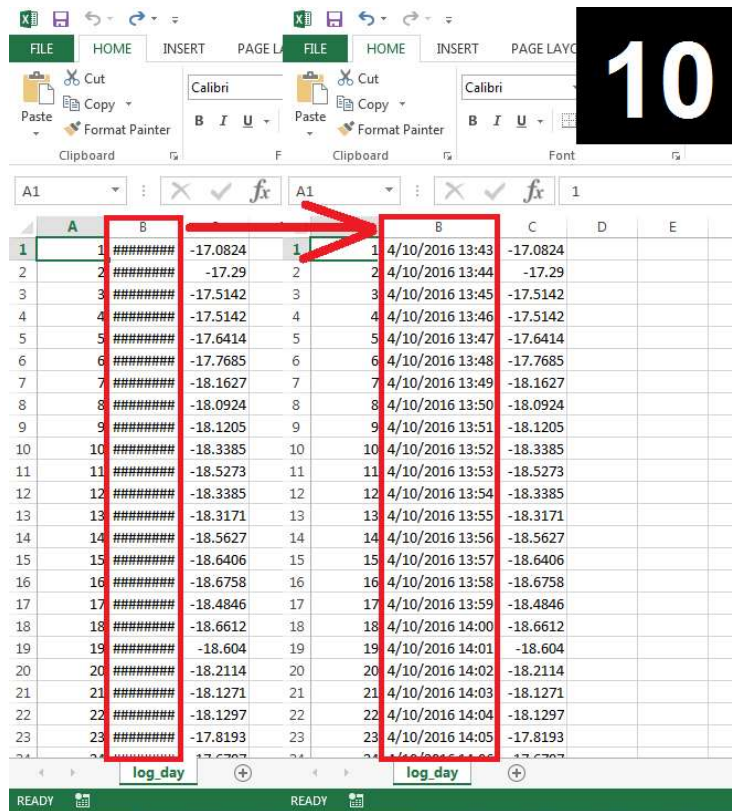 10
FILE HOME INSERT PAGE L FILE HOME INSERT PAGE LAYO
Cut Calibri Cut Calibri
Copy Copy
Paste Format Painter B I U Paste Format Painter B I U
Clipboard F Clipboard Font
A1 fx A1 fx 1
A B A B C D E
1 1 ######## -17.0824 1 1 4/10/2016 13:43 -17.0824
2 2 ######## -17.29 2 2 4/10/2016 13:44 -17.29
3 3 ######## -17.5142 3 3 4/10/2016 13:45 -17.5142
4 4 ######## -17.5142 4 4 4/10/2016 13:46 -17.5142
5 5 ######## -17.6414 5 5 4/10/2016 13:47 -17.6414
6 6 ######## -17.7685 6 6 4/10/2016 13:48 -17.7685
7 7 ######## -18.1627 7 7 4/10/2016 13:49 -18.1627
8 8 ######## -18.0924 8 8 4/10/2016 13:50 -18.0924
9 9 ######## -18.1205 9 9 4/10/2016 13:51 -18.1205
10 10 ######## -18.3385 10 10 4/10/2016 13:52 -18.3385
11 11 ######## -18.5273 11 11 4/10/2016 13:53 -18.5273
12 12 ######## -18.3385 12 12 4/10/2016 13:54 -18.3385
13 13 ######## -18.3171 13 13 4/10/2016 13:55 -18.3171
14 14 ######## -18.5627 14 14 4/10/2016 13:56 -18.5627
15 15 ######## -18.6406 15 15 4/10/2016 13:57 -18.6406
16 16 ######## -18.6758 16 16 4/10/2016 13:58 -18.6758
17 17 ######## -18.4846 17 17 4/10/2016 13:59 -18.4846
18 18 ######## -18.6612 18 18 4/10/2016 14:00 -18.6612
19 19 ######## -18.604 19 19 4/10/2016 14:01 -18.604
20 20 ######## -18.2114 20 20 4/10/2016 14:02 -18.2114
21 21 ######## -18.1271 21 21 4/10/2016 14:03 -18.1271
22 22 ######## -18.1297 22 22 4/10/2016 14:04 -18.1297
23 23 ######## -17.8193 23 23 4/10/2016 14:05 -17.8193
log_day log_day
READY READY